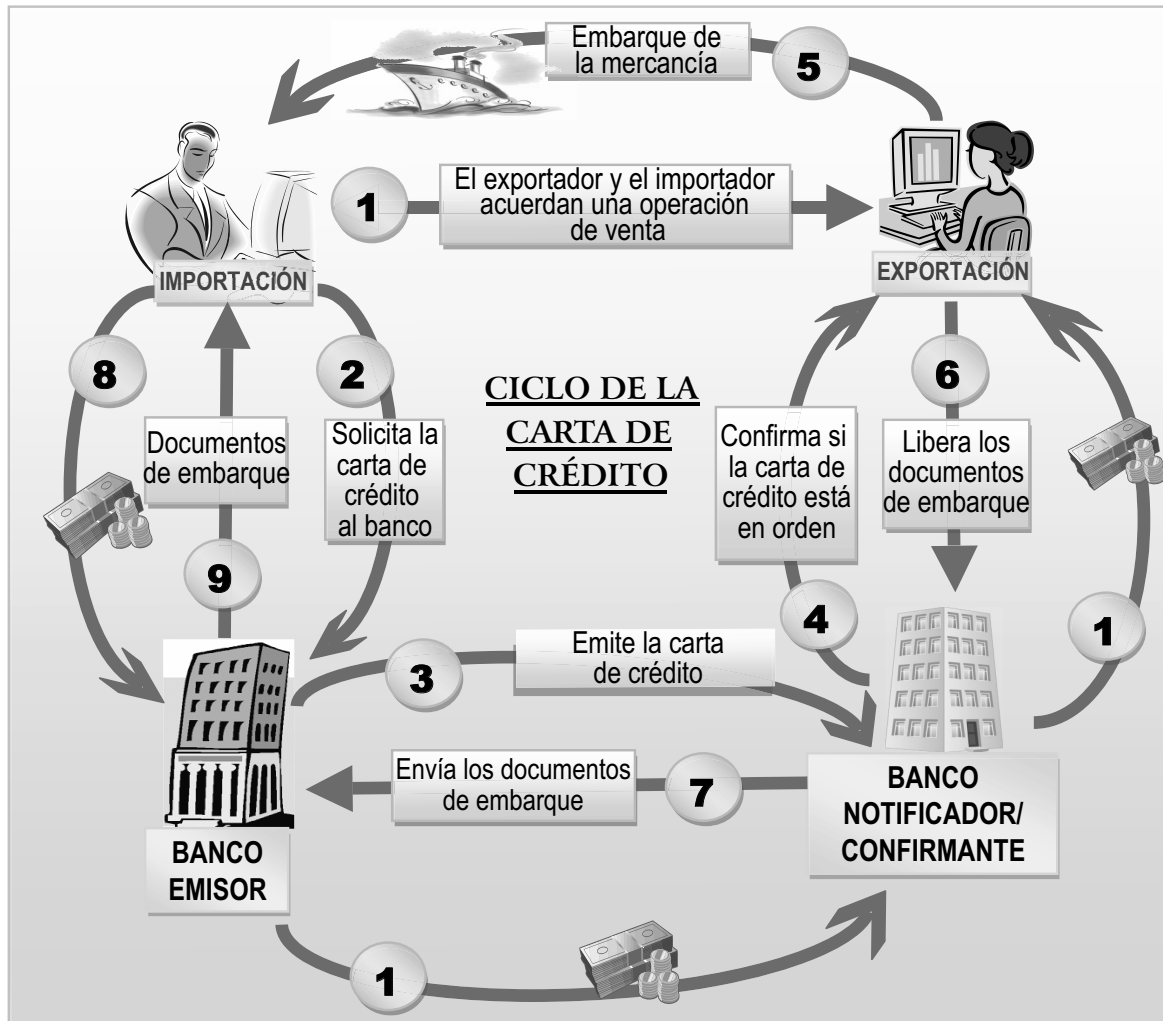 Embarque de
la mercancía
5
1
El exportador y el importador
acuerdan una operación
de venta
IMPORTACIÓN
EXPORTACIÓN
8
2
6
CICLO DE LA
CARTA DE
CRÉDITO
Documentos
de embarque
Solicita la
carta de
crédito
al banco
Confirma si
la carta de
crédito está
en orden
Libera los
documentos
de embarque
9
4
1
3
Emite la carta
de crédito
Envía los documentos
de embarque
7
BANCO
EMISOR
BANCO
NOTIFICADOR/
CONFIRMANTE
1